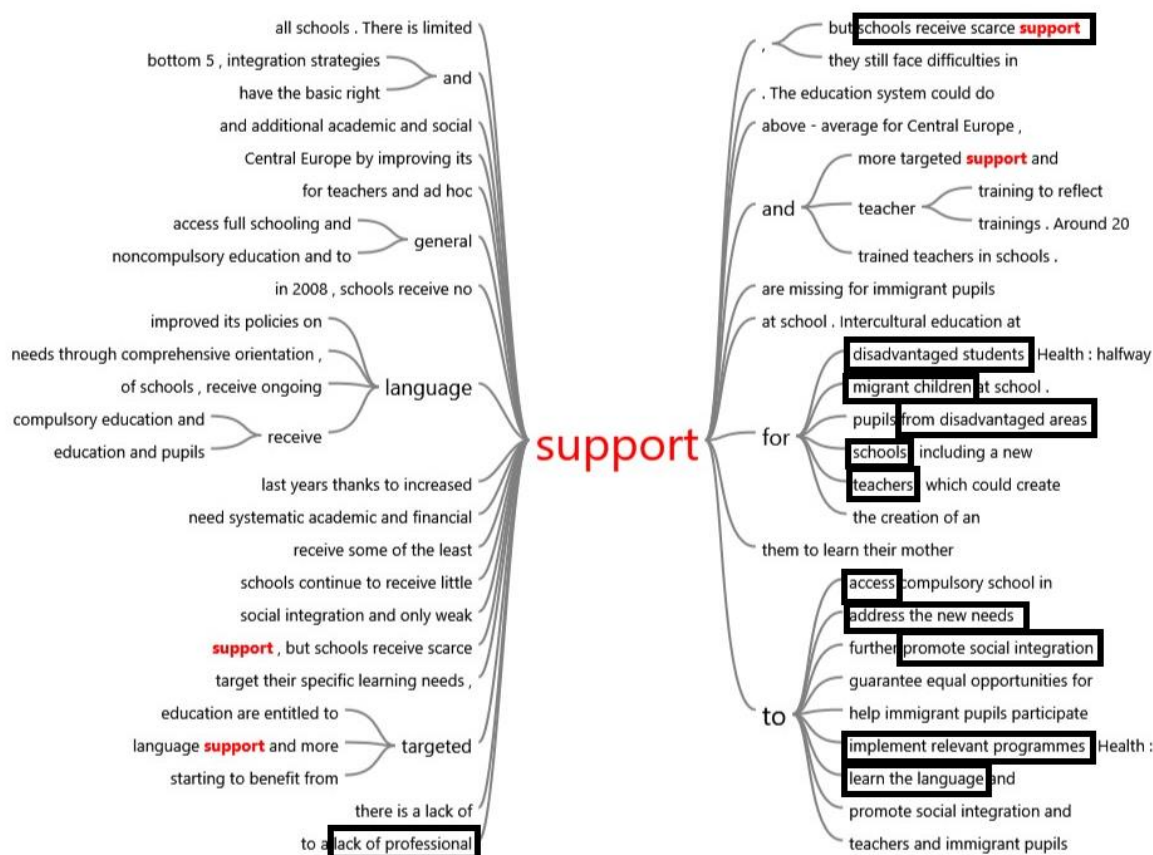 all schools . There is limited
bottom 5 , integration strategies
have the basic right
and
and additional academic and social
Central Europe by improving its
for teachers and ad hoc
access full schooling and
noncompulsory education and to
general
in 2008 , schools receive no
improved its policies on
needs through comprehensive orientation ,
of schools , receive ongoing
compulsory education and
education and pupils
receive
language
last years thanks to increased
need systematic academic and financial
receive some of the least
schools continue to receive little
social integration and only weak
support , but schools receive scarce
target their specific learning needs ,
education are entitled to
language support and more
starting to benefit from
targeted
there is a lack of
to a lack of professional
support
,
but schools receive scarce support
they still face difficulties in
. The education system could do
above - average for Central Europe ,
and
more targeted support and
teacher
training to reflect
trainings . Around 20
trained teachers in schools .
are missing for immigrant pupils
at school . Intercultural education at
for
disadvantaged students Health : halfway
migrant children at school .
pupils from disadvantaged areas
schools including a new
teachers which could create
the creation of an
them to learn their mother
to
access compulsory school in
address the new needs
further promote social integration
guarantee equal opportunities for
help immigrant pupils participate
implement relevant programmes Health :
learn the language and
promote social integration and
teachers and immigrant pupils